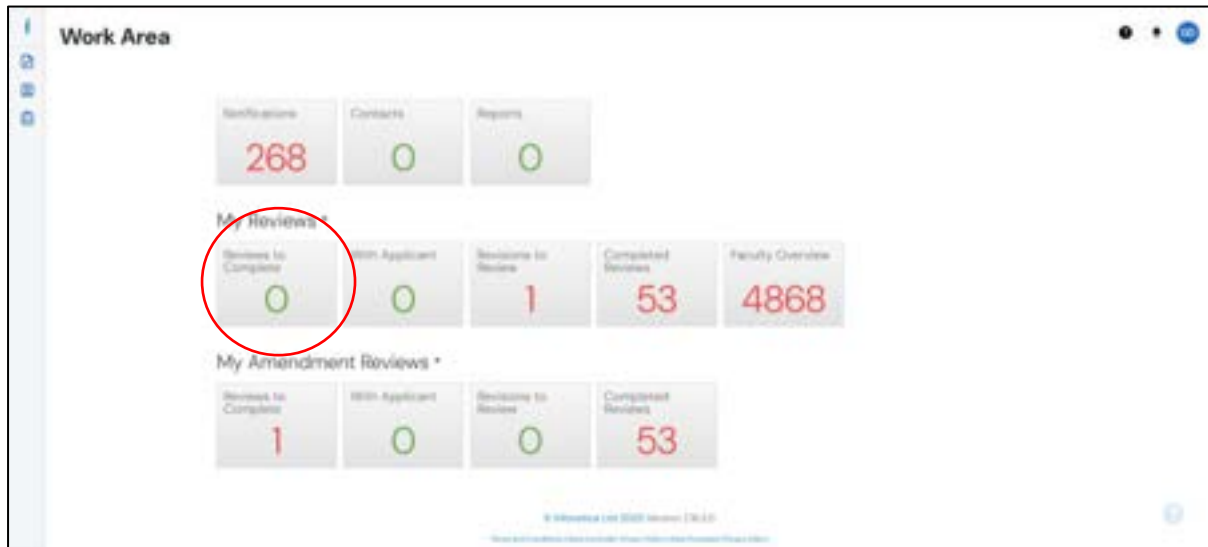 Work Area
Notifications Contacts Reports
268 0 0
My Reviews *
Reviews to Complete With Applicant Revisions to Review Completed Reviews Faculty Overview
0 0 1 53 4868
My Amendment Reviews *
Reviews to Complete With Applicant Revisions to Review Completed Reviews
1 0 0 53